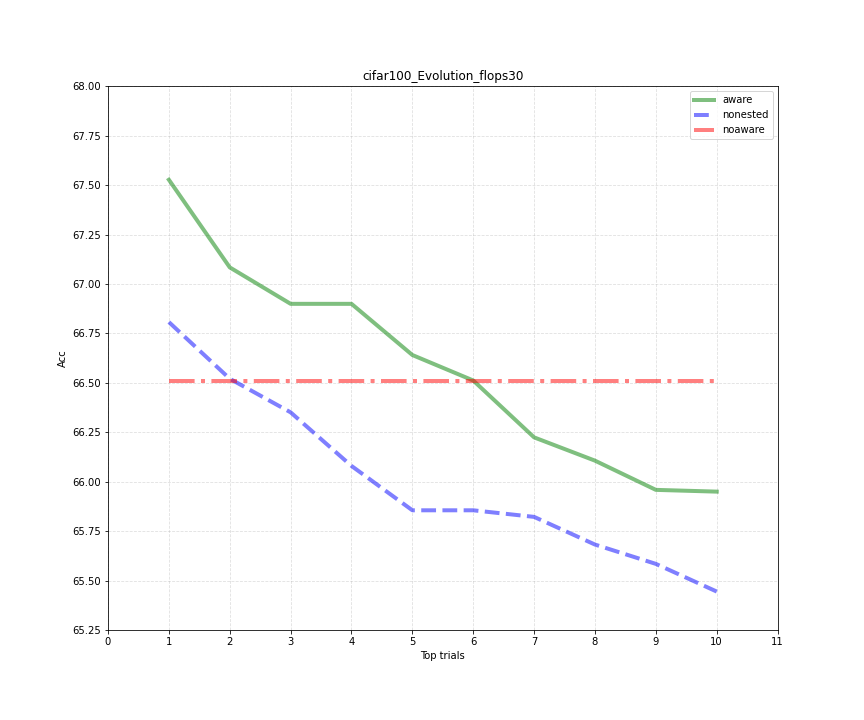 cifar100_Evolution_flops30
68.00
67.75
67.50
67.25
67.00
66.75
66.50
66.25
66.00
65.75
65.50
65.25
Acc
aware
nonested
noaware
0 1 2 3 4 5 6 7 8 9 10 11
Top trials